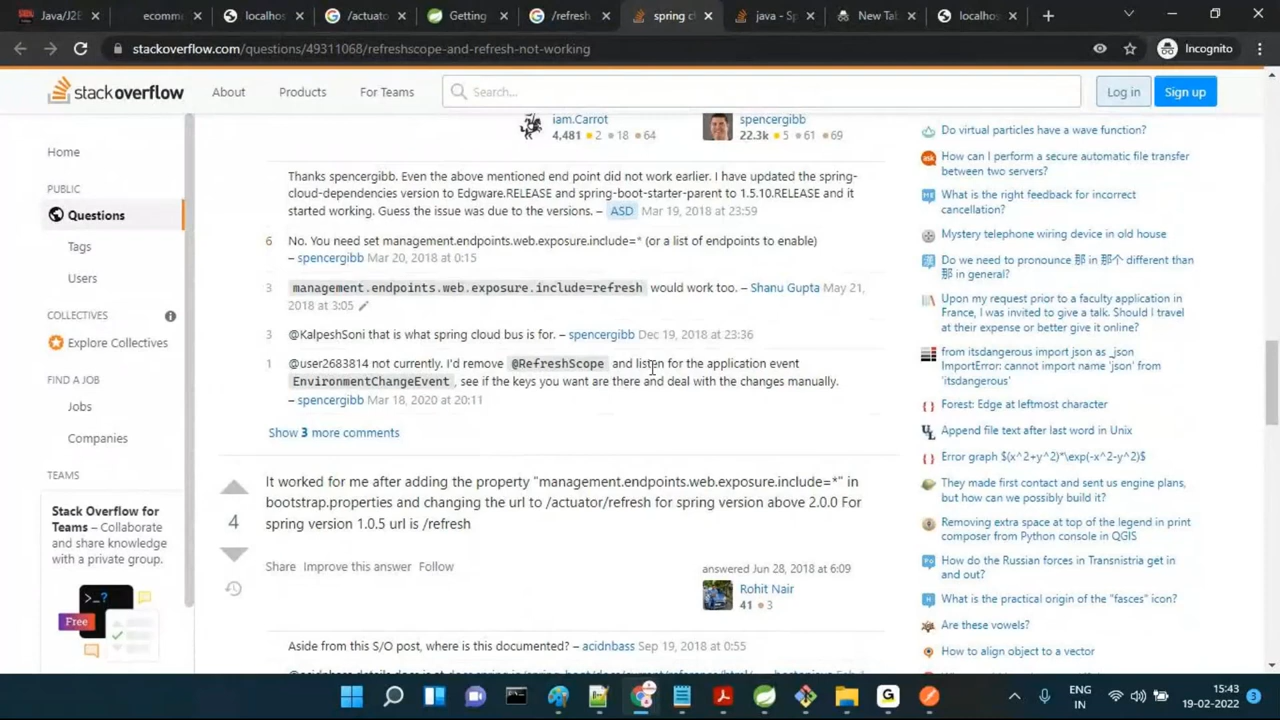 Java/J2E
ecomm
localhos
/actuato
Getting
/refresh
spring c
java - Sp
New Tab
localhos
stackoverflow.com/questions/49311068/refreshscope-and-refresh-not-working
Incognito
stackoverflow
About
Products
For Teams
Search...
Log in
Sign up
Home
PUBLIC
Questions
Tags
Users
COLLECTIVES
Explore Collectives
FIND A JOB
Jobs
Companies
TEAMS
Stack Overflow for
Teams – Collaborate
and share knowledge
with a private group.
>_?
Free
iam.Carrot
4,481 2 18 64
spencergibb
22.3k 5 61 69
Thanks spencergibb. Even the above mentioned end point did not work earlier. I have updated the spring-
cloud-dependencies version to Edgware.RELEASE and spring-boot-starter-parent to 1.5.10.RELEASE and it
started working. Guess the issue was due to the versions. – ASD Mar 19, 2018 at 23:59
6 No. You need set management.endpoints.web.exposure.include=* (or a list of endpoints to enable)
– spencergibb Mar 20, 2018 at 0:15
3 management.endpoints.web.exposure.include=refresh would work too. – Shanu Gupta May 21,
2018 at 3:05
3 @KalpeshSoni that is what spring cloud bus is for. – spencergibb Dec 19, 2018 at 23:36
1 @user2683814 not currently. I'd remove @RefreshScope and listen for the application event
EnvironmentChangeEvent, see if the keys you want are there and deal with the changes manually.
– spencergibb Mar 18, 2020 at 20:11
Show 3 more comments
4
It worked for me after adding the property "management.endpoints.web.exposure.include=*" in
bootstrap.properties and changing the url to /actuator/refresh for spring version above 2.0.0 For
spring version 1.0.5 url is /refresh
Share Improve this answer Follow
answered Jun 28, 2018 at 6:09
Rohit Nair
41 3
Aside from this S/O post, where is this documented? – acidnbass Sep 19, 2018 at 0:55
Do virtual particles have a wave function?
How can I perform a secure automatic file transfer
between two servers?
What is the right feedback for incorrect
cancellation?
Mystery telephone wiring device in old house
Do we need to pronounce 那 in 那个 different than
那 in general?
Upon my request prior to a faculty application in
France, I was invited to give a talk. Should I travel
at their expense or better give it online?
from itsdangerous import json as _json
ImportError: cannot import name 'json' from
'itsdangerous'
Forest: Edge at leftmost character
Append file text after last word in Unix
Error graph $(x^2+y^2)*\exp(-x^2-y^2)$
They made first contact and sent us engine plans,
but how can we possibly build it?
Removing extra space at top of the legend in print
composer from Python console in QGIS
How do the Russian forces in Transnistria get in
and out?
What is the practical origin of the "fasces" icon?
Are these vowels?
How to align object to a vector
ENG
IN
15:43
19-02-2022
3